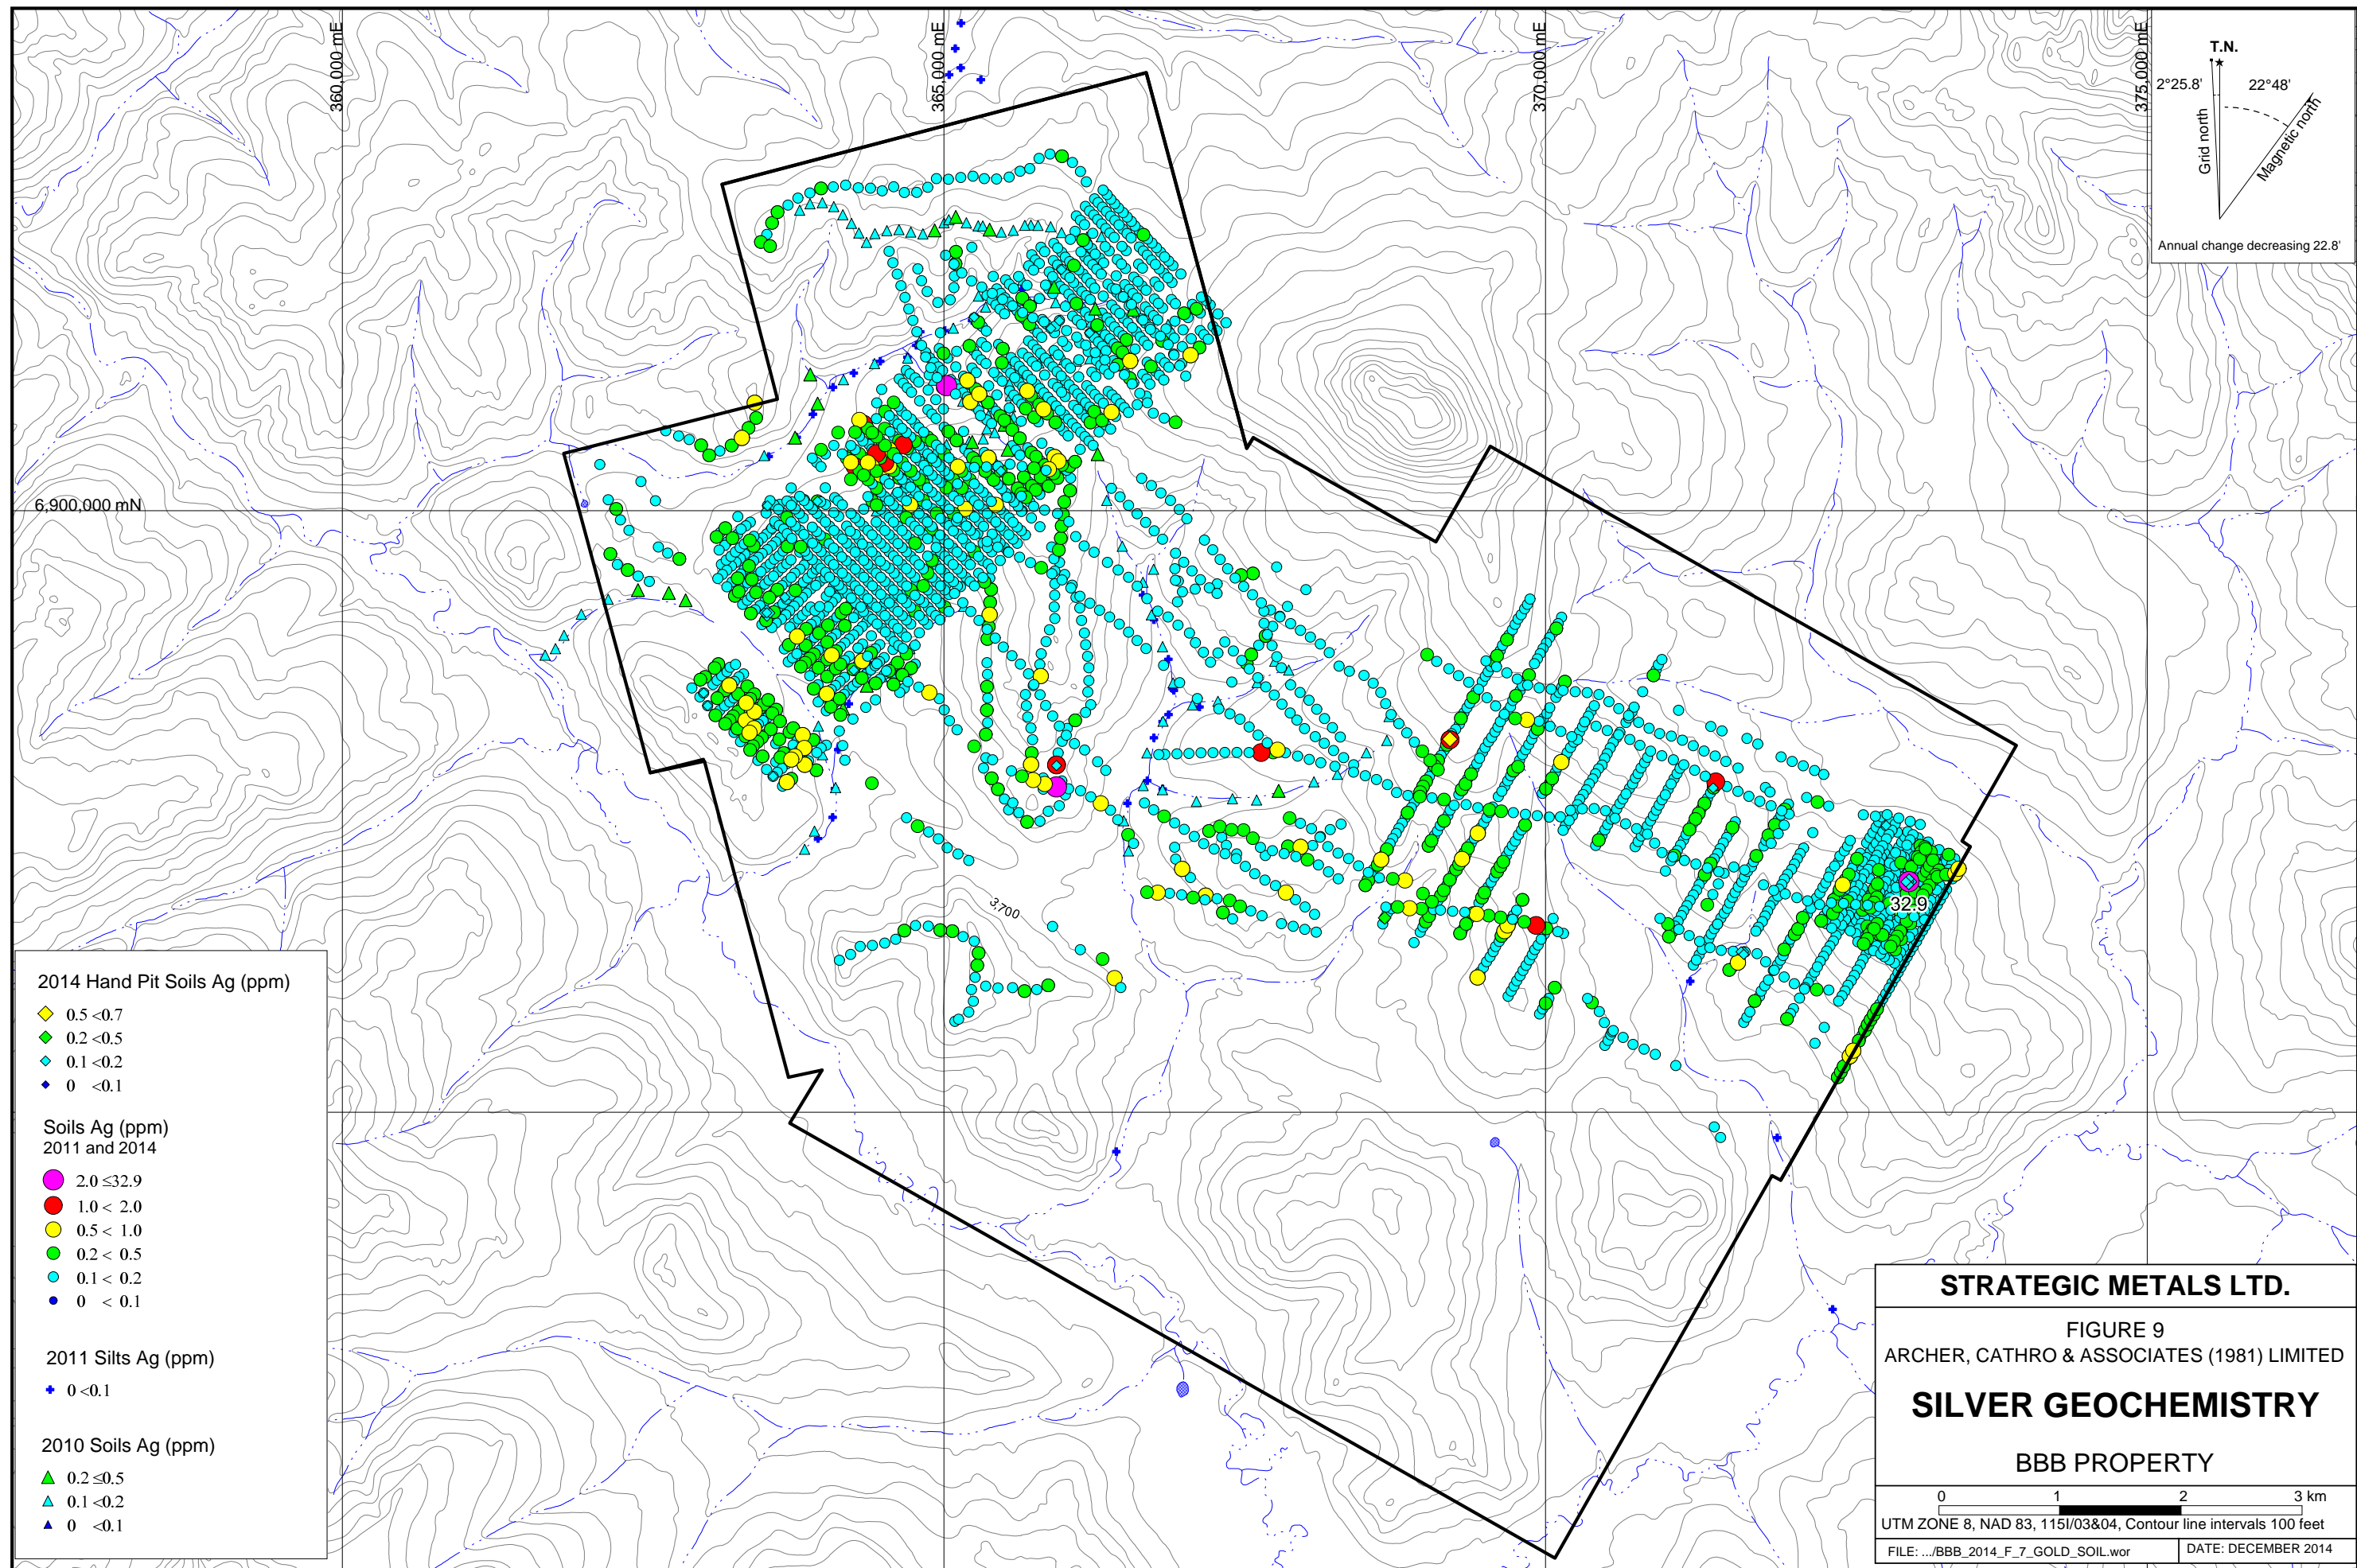 360,000 mE
365,000 mE
370,000 mE
375,000 mE
T.N.
2°25.8'
22°48'
Grid north
Magnetic north
Annual change decreasing 22.8'
6,900,000 mN
32.9
3,700
2014 Hand Pit Soils Ag (ppm)
0.5 <0.7
0.2 <0.5
0.1 <0.2
0 <0.1
Soils Ag (ppm)
2011 and 2014
2.0 ≤32.9
1.0 < 2.0
0.5 < 1.0
0.2 < 0.5
0.1 < 0.2
0 < 0.1
2011 Silts Ag (ppm)
0 <0.1
2010 Soils Ag (ppm)
0.2 ≤0.5
0.1 <0.2
0 <0.1
STRATEGIC METALS LTD.
FIGURE 9
ARCHER, CATHRO & ASSOCIATES (1981) LIMITED
SILVER GEOCHEMISTRY
BBB PROPERTY
0 1 2 3 km
UTM ZONE 8, NAD 83, 115I/03&04, Contour line intervals 100 feet
FILE: .../BBB_2014_F_7_GOLD_SOIL.wor
DATE: DECEMBER 2014